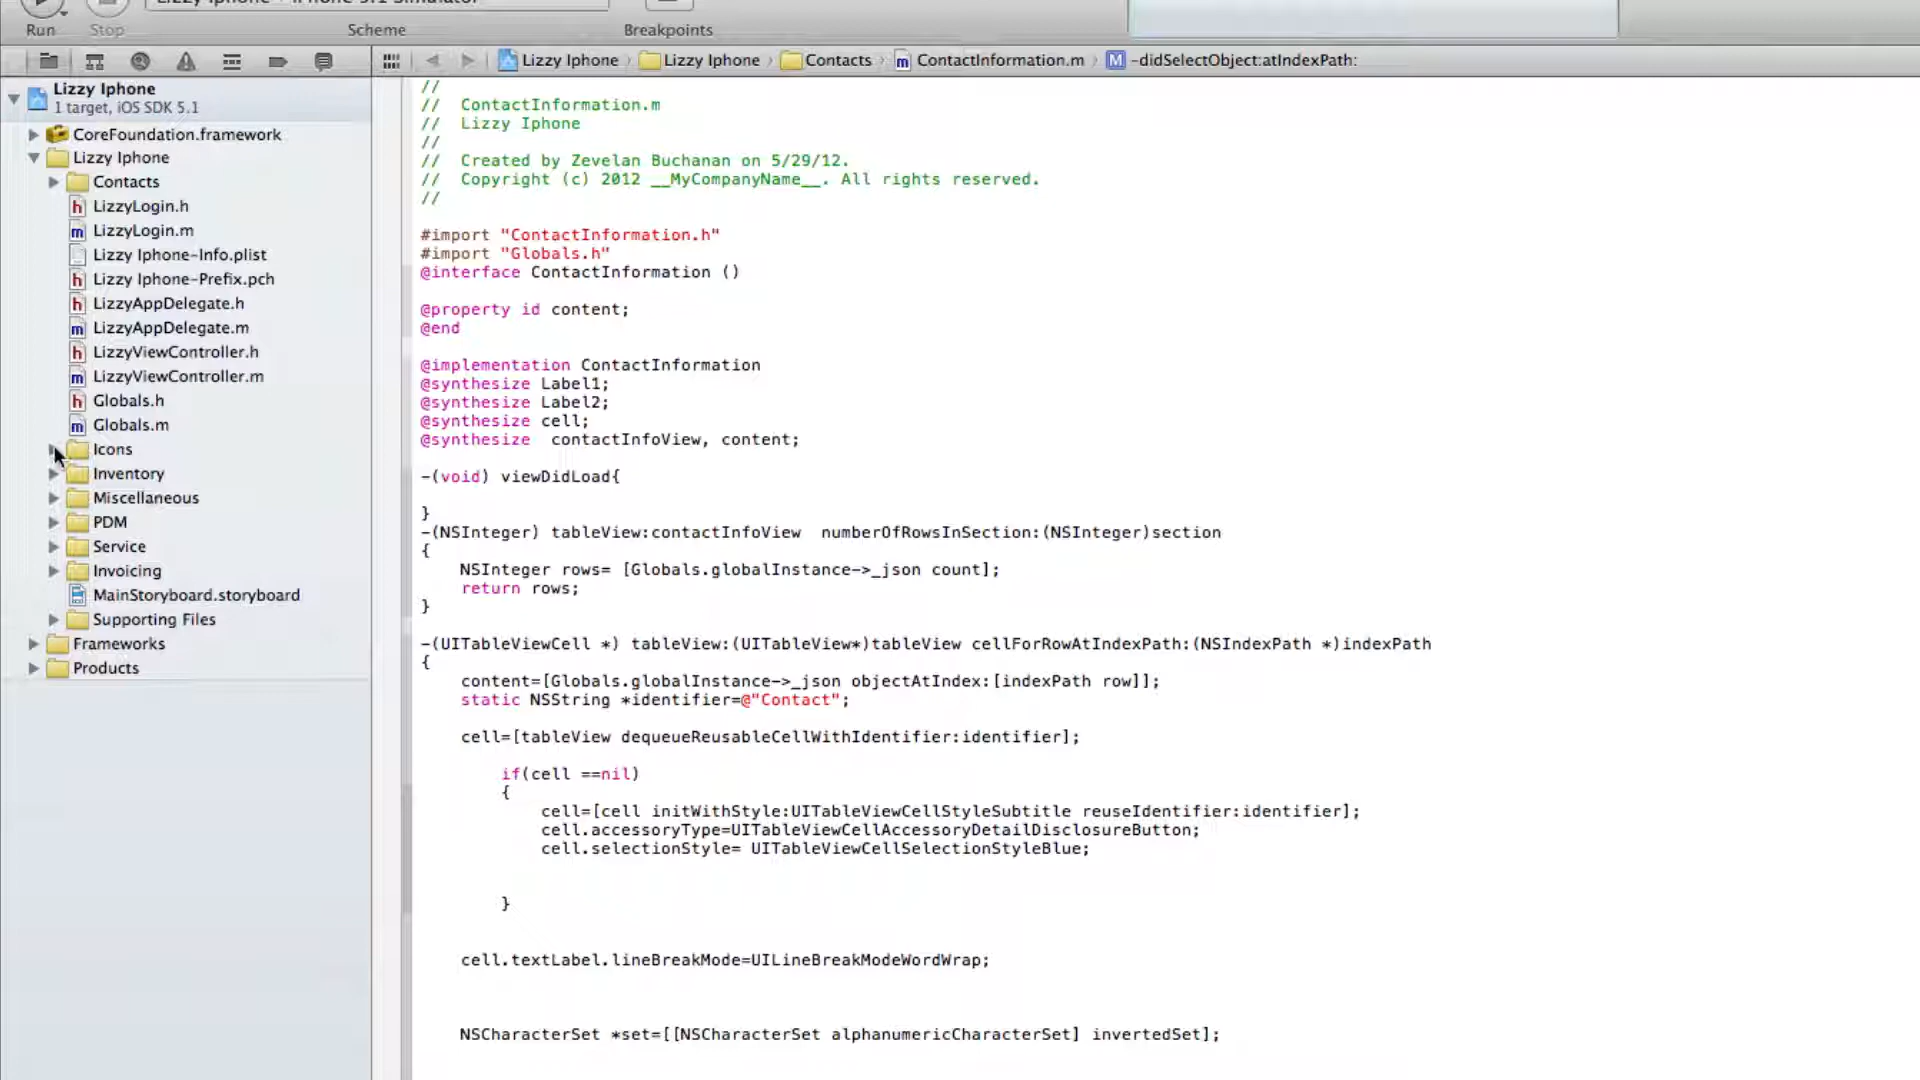 Lizzy Iphone iPhone 5.1 Simulator
Run
Stop
Scheme
Breakpoints
Lizzy Iphone
Lizzy Iphone
Contacts
ContactInformation.m
M
-didSelectObject:atIndexPath:
Lizzy Iphone
1 target, iOS SDK 5.1
CoreFoundation.framework
Lizzy Iphone
Contacts
h LizzyLogin.h
m LizzyLogin.m
Lizzy Iphone-Info.plist
h Lizzy Iphone-Prefix.pch
h LizzyAppDelegate.h
m LizzyAppDelegate.m
h LizzyViewController.h
m LizzyViewController.m
h Globals.h
m Globals.m
Icons
Inventory
Miscellaneous
PDM
Service
Invoicing
MainStoryboard.storyboard
Supporting Files
Frameworks
Products
//
//  ContactInformation.m
//  Lizzy Iphone
//
//  Created by Zevelan Buchanan on 5/29/12.
//  Copyright (c) 2012 __MyCompanyName__. All rights reserved.
//
#import "ContactInformation.h"
#import "Globals.h"
@interface ContactInformation ()
@property id content;
@end
@implementation ContactInformation
@synthesize Label1;
@synthesize Label2;
@synthesize cell;
@synthesize  contactInfoView, content;
-(void) viewDidLoad{
}
-(NSInteger) tableView:contactInfoView  numberOfRowsInSection:(NSInteger)section
{
NSInteger rows= [Globals.globalInstance->_json count];
return rows;
}
-(UITableViewCell *) tableView:(UITableView*)tableView cellForRowAtIndexPath:(NSIndexPath *)indexPath
{
content=[Globals.globalInstance->_json objectAtIndex:[indexPath row]];
static NSString *identifier=@"Contact";
cell=[tableView dequeueReusableCellWithIdentifier:identifier];
if(cell ==nil)
{
cell=[cell initWithStyle:UITableViewCellStyleSubtitle reuseIdentifier:identifier];
cell.accessoryType=UITableViewCellAccessoryDetailDisclosureButton;
cell.selectionStyle= UITableViewCellSelectionStyleBlue;
}
cell.textLabel.lineBreakMode=UILineBreakModeWordWrap;
NSCharacterSet *set=[[NSCharacterSet alphanumericCharacterSet] invertedSet];